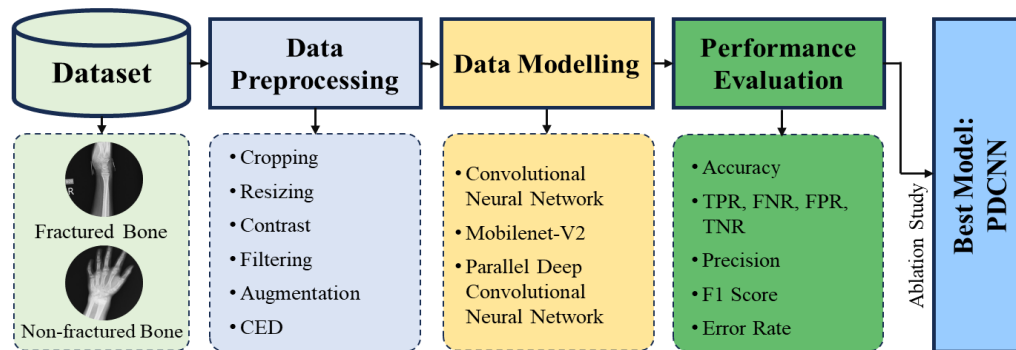 Dataset
Data
Preprocessing
Data Modelling
Performance
Evaluation
R
Fractured Bone
Non-fractured Bone
• Cropping
• Resizing
• Contrast
• Filtering
• Augmentation
• CED
• Convolutional
Neural Network
• Mobilenet-V2
• Parallel Deep
Convolutional
Neural Network
• Accuracy
• TPR, FNR, FPR,
TNR
• Precision
• F1 Score
• Error Rate
Ablation Study
Best Model:
PDCNN